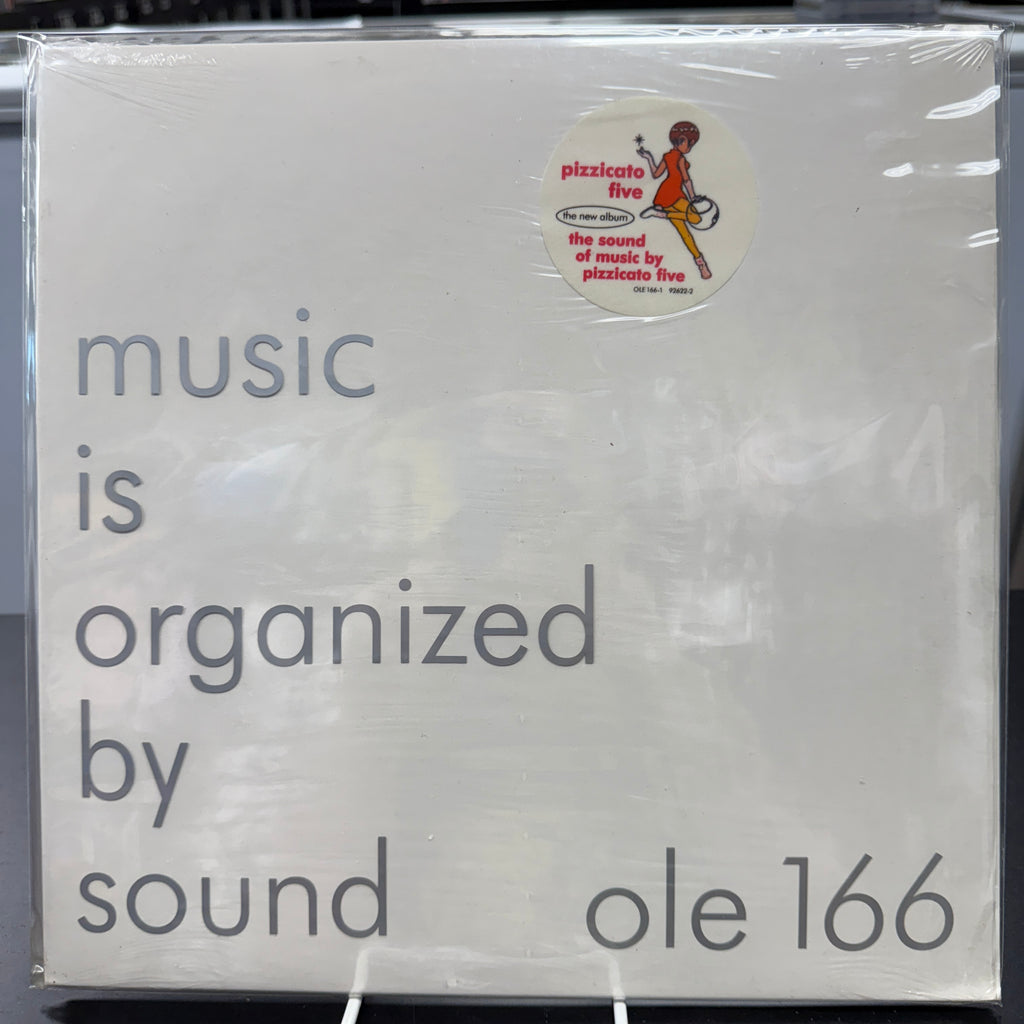 pizzicato
five
the new album
the sound
of music by
pizzicato five
OLE 166-1 92622-2
music
is
organized
by
sound
ole 166